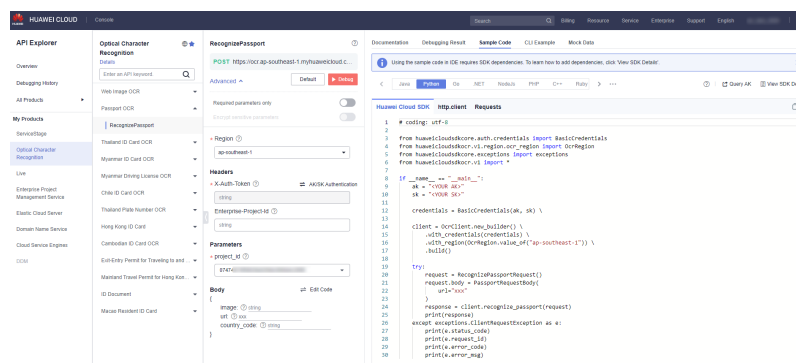 HUAWEI CLOUD
Console
Search
Billing
Resource
Service
Enterprise
Support
English
API Explorer
Overview
Debugging History
All Products
My Products
ServiceStage
Optical Character
Recognition
Live
Enterprise Project
Management Service
Elastic Cloud Server
Domain Name Service
Cloud Service Engines
Optical Character
Recognition
Details
Enter an API keyword.
Web Image OCR
Passport OCR
RecognizePassport
Thailand ID Card OCR
Myanmar ID Card OCR
Myanmar Driving License OCR
Chile ID Card OCR
Thailand Plate Number OCR
Hong Kong ID Card
Cambodian ID Card OCR
Exit-Entry Permit for Traveling to and ...
Mainland Travel Permit for Hong Kon...
ID Document
Macao Resident ID Card
RecognizePassport
POST https://ocr.ap-southeast-1.myhuaweicloud.c...
Advanced
Default
Debug
Required parameters only
Encrypt sensitive parameters
* Region
ap-southeast-1
Headers
* X-Auth-Token
AK/SK Authentication
string
Enterprise-Project-Id
string
Parameters
* project_id
07474
Body
Edit Code
{
image: string
url: xxx
country_code: string
}
Documentation
Debugging Result
Sample Code
CLI Example
Mock Data
Using the sample code in IDE requires SDK dependencies. To learn how to add dependencies, click 'View SDK Details'.
< Java Python Go .NET NodeJs PHP C++ Ruby > ...
Query AK
View SDK De
Huawei Cloud SDK http.client Requests
1 # coding: utf-8
2
3 from huaweicloudsdkcore.auth.credentials import BasicCredentials
4 from huaweicloudsdkocr.v1.region.ocr_region import OcrRegion
5 from huaweicloudsdkcore.exceptions import exceptions
6 from huaweicloudsdkocr.v1 import *
7
8 if __name__ == "__main__":
9 ak = "<YOUR AK>"
10 sk = "<YOUR SK>"
11
12 credentials = BasicCredentials(ak, sk) \
13
14 client = OcrClient.new_builder() \
15 .with_credentials(credentials) \
16 .with_region(OcrRegion.value_of("ap-southeast-1")) \
17 .build()
18
19 try:
20 request = RecognizePassportRequest()
21 request.body = PassportRequestBody(
22 url="xxx"
23 )
24 response = client.recognize_passport(request)
25 print(response)
26 except exceptions.ClientRequestException as e:
27 print(e.status_code)
28 print(e.request_id)
29 print(e.error_code)
30 print(e.error_msg)